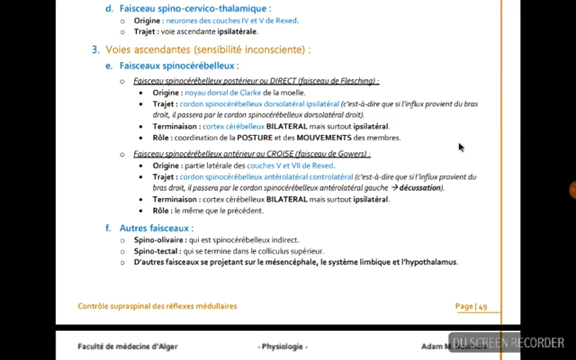 d. Faisceau spino-cervico-thalamique :
o Origine : neurones des couches IV et V de Rexed.
o Trajet : voie ascendante ipsilatérale.
3. Voies ascendantes (sensibilité inconsciente) :
e. Faisceaux spinocérébelleux :
o Faisceau spinocérébelleux postérieur ou DIRECT (faisceau de Flesching) :
• Origine : noyau dorsal de Clarke de la moelle.
• Trajet : cordon spinocérébelleux dorsolatéral ipsilatéral (c'est-à-dire que si l'influx provient du bras
droit, il passera par le cordon spinocérébelleux dorsolatéral droit).
• Terminaison : cortex cérébelleux BILATERAL mais surtout ipsilatéral.
• Rôle : coordination de la POSTURE et des MOUVEMENTS des membres.
o Faisceau spinocérébelleux antérieur ou CROISE (faisceau de Gowers) :
• Origine : partie latérale des couches V et VII de Rexed.
• Trajet : cordon spinocérébelleux antérolatéral controlatéral (c'est-à-dire que si l'influx provient du
bras droit, il passera par le cordon spinocérébelleux antérolatéral gauche → décussation).
• Terminaison : cortex cérébelleux BILATERAL mais surtout ipsilatéral.
• Rôle : le même que le précédent.
f. Autres faisceaux :
o Spino-olivaire : qui est spinocérébelleux indirect.
o Spino-tectal : qui se termine dans le colliculus supérieur.
o D'autres faisceaux se projetant sur le mésencéphale, le système limbique et l'hypothalamus.
Contrôle supraspinal des réflexes médullaires Page | 49
Faculté de médecine d'Alger - Physiologie - Adam
DU SCREEN RECORDER